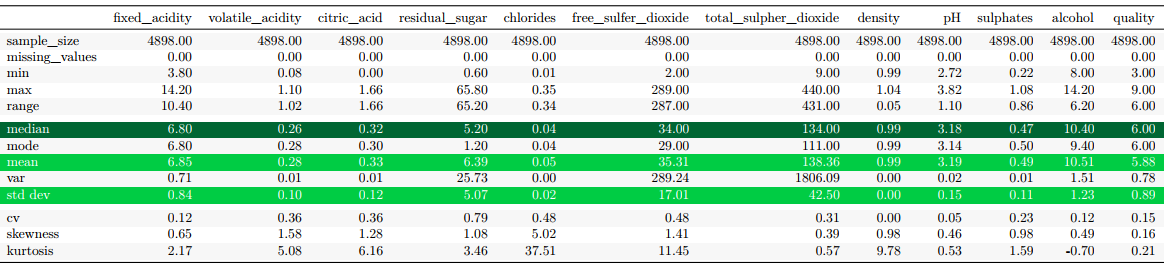 fixed_acidity volatile_acidity citric_acid residual_sugar chlorides free_sulfer_dioxide total_sulpher_dioxide density pH sulphates alcohol quality
sample_size 4898.00 4898.00 4898.00 4898.00 4898.00 4898.00 4898.00 4898.00 4898.00 4898.00 4898.00 4898.00
missing_values 0.00 0.00 0.00 0.00 0.00 0.00 0.00 0.00 0.00 0.00 0.00 0.00
min 3.80 0.08 0.00 0.60 0.01 2.00 9.00 0.99 2.72 0.22 8.00 3.00
max 14.20 1.10 1.66 65.80 0.35 289.00 440.00 1.04 3.82 1.08 14.20 9.00
range 10.40 1.02 1.66 65.20 0.34 287.00 431.00 0.05 1.10 0.86 6.20 6.00
median 6.80 0.26 0.32 5.20 0.04 34.00 134.00 0.99 3.18 0.47 10.40 6.00
mode 6.80 0.28 0.30 1.20 0.04 29.00 111.00 0.99 3.14 0.50 9.40 6.00
mean 6.85 0.28 0.33 6.39 0.05 35.31 138.36 0.99 3.19 0.49 10.51 5.88
var 0.71 0.01 0.01 25.73 0.00 289.24 1806.09 0.00 0.02 0.01 1.51 0.78
std dev 0.84 0.10 0.12 5.07 0.02 17.01 42.50 0.00 0.15 0.11 1.23 0.89
cv 0.12 0.36 0.36 0.79 0.48 0.48 0.31 0.00 0.05 0.23 0.12 0.15
skewness 0.65 1.58 1.28 1.08 5.02 1.41 0.39 0.98 0.46 0.98 0.49 0.16
kurtosis 2.17 5.08 6.16 3.46 37.51 11.45 0.57 9.78 0.53 1.59 -0.70 0.21